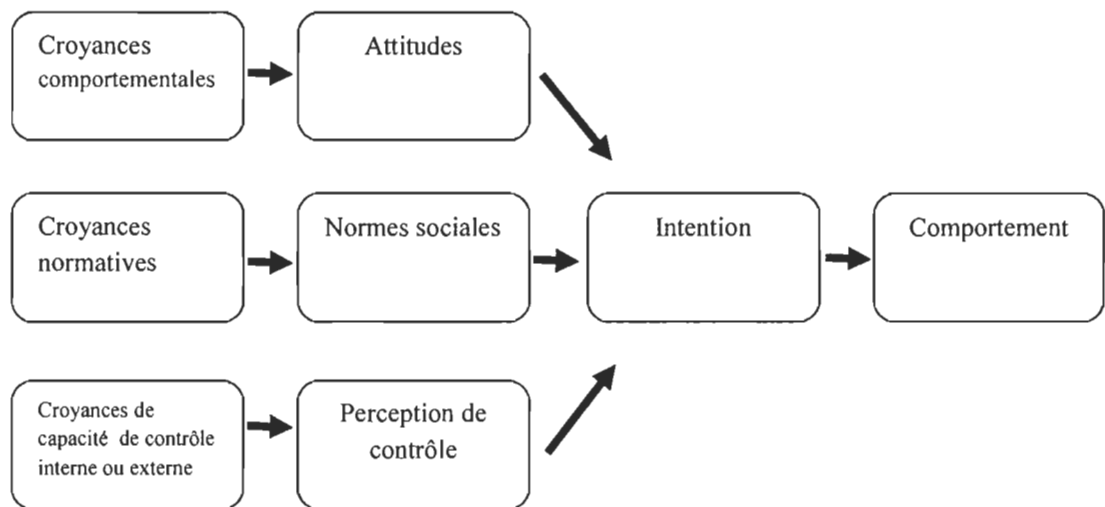 Croyances
comportementales
Attitudes
Croyances
normatives
Normes sociales
Intention
Comportement
Croyances de
capacité de contrôle
interne ou externe
Perception de
contrôle